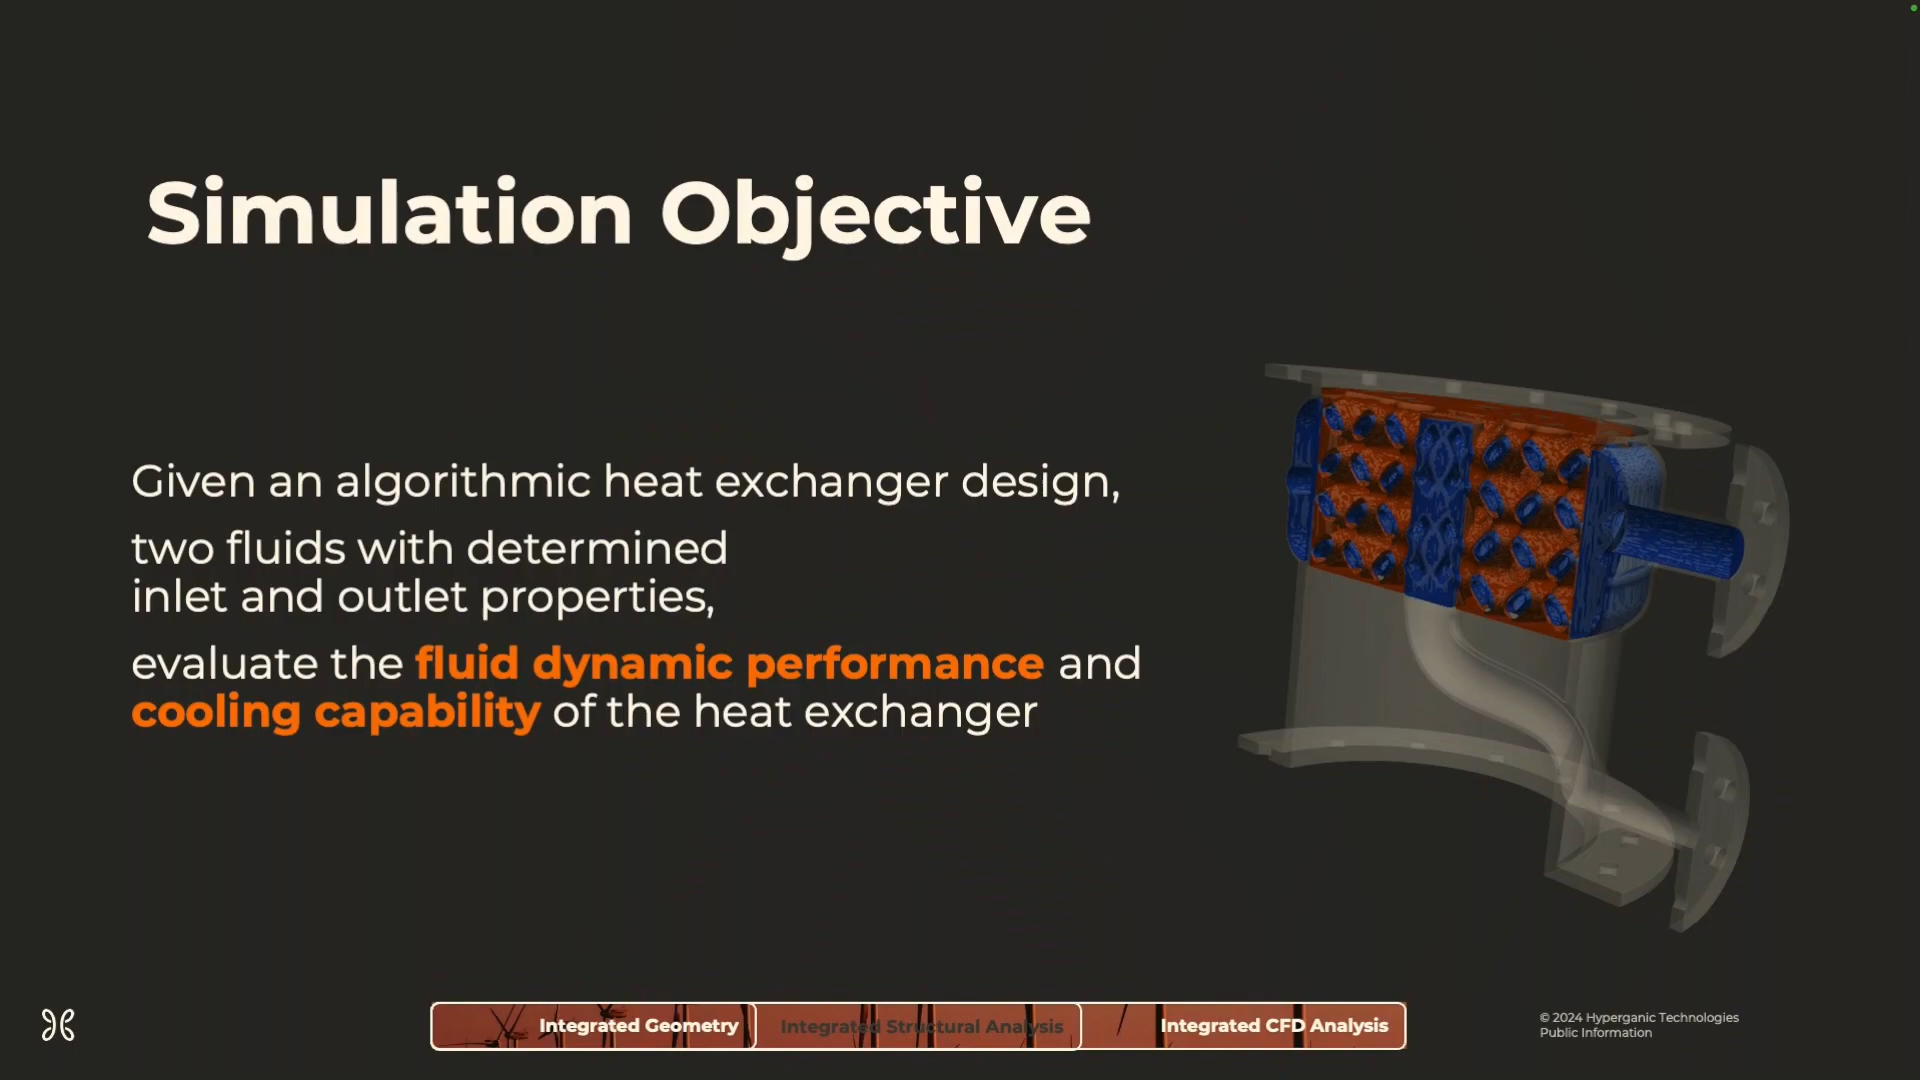 Simulation Objective
Given an algorithmic heat exchanger design,
two fluids with determined
inlet and outlet properties,
evaluate the fluid dynamic performance and
cooling capability of the heat exchanger
Integrated Geometry
Integrated Structural Analysis
Integrated CFD Analysis
© 2024 Hyperganic Technologies
Public Information